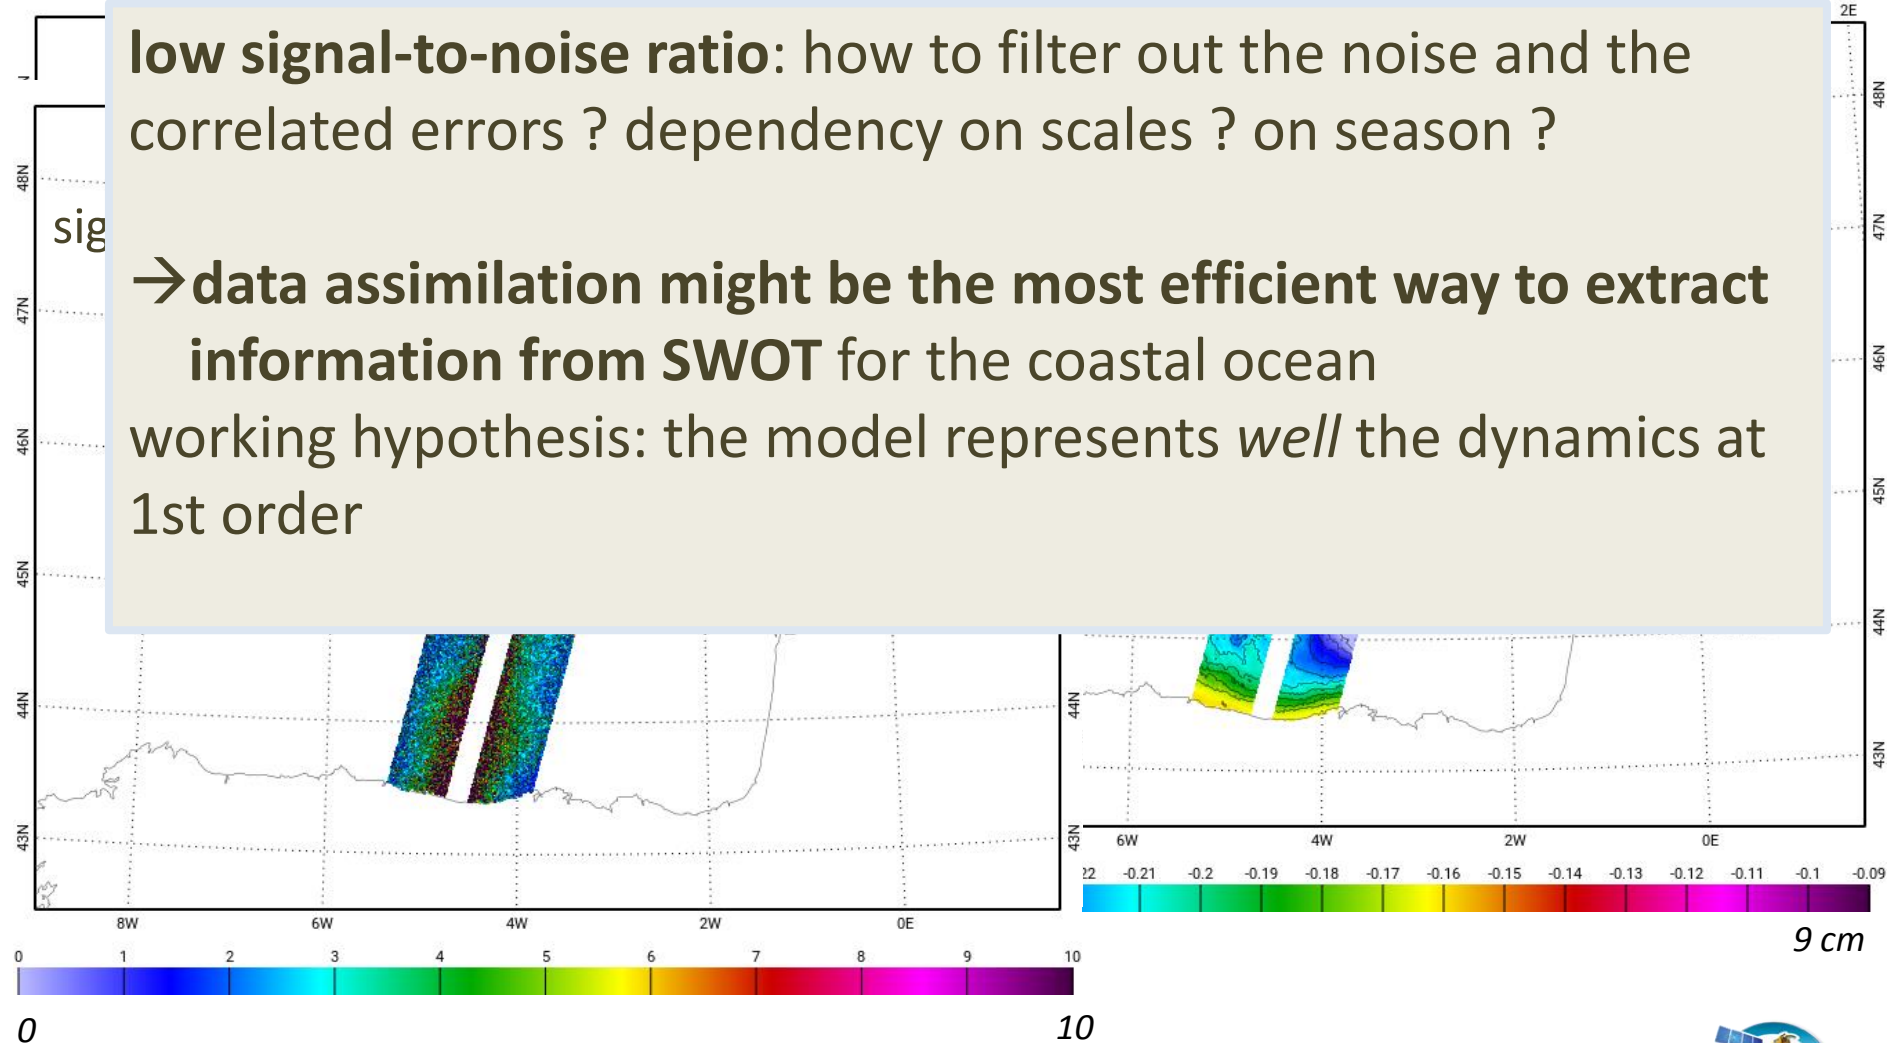 low signal-to-noise ratio: how to filter out the noise and the
correlated errors ? dependency on scales ? on season ?
→data assimilation might be the most efficient way to extract
information from SWOT for the coastal ocean
working hypothesis: the model represents well the dynamics at
1st order
48N
47N
46N
45N
44N
43N
8W 6W 4W 2W 0E
0 1 2 3 4 5 6 7 8 9 10
0 10
2E
48N
47N
46N
45N
44N
43N
44N
43N
6W 4W 2W 0E
-0.21 -0.2 -0.19 -0.18 -0.17 -0.16 -0.15 -0.14 -0.13 -0.12 -0.11 -0.1 -0.09
9 cm